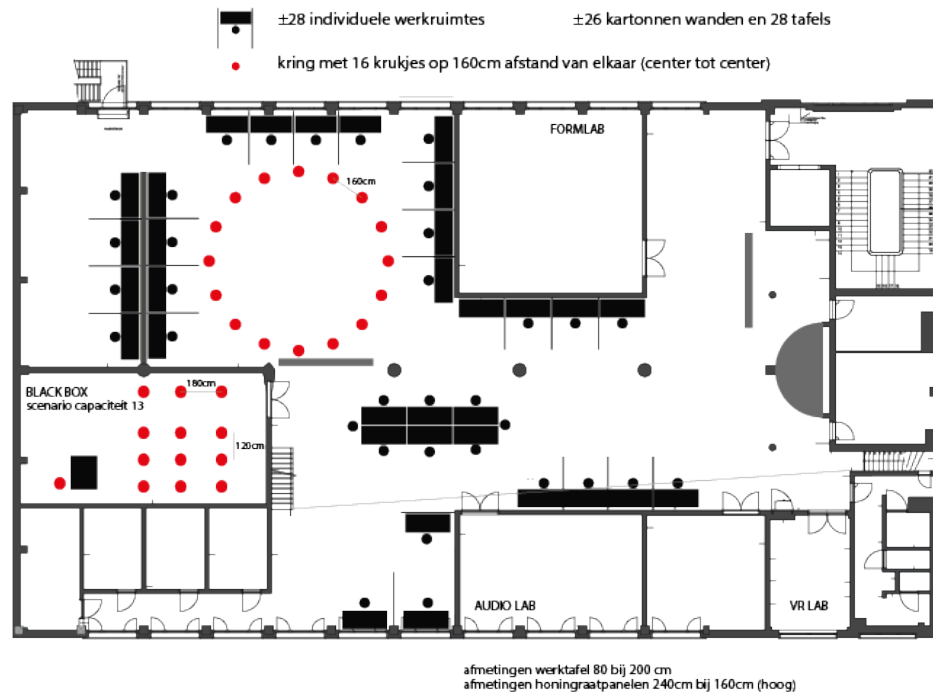 ±28 individuele werkruimtes
±26 kartonnen wanden en 28 tafels
kring met 16 krukjes op 160cm afstand van elkaar (center tot center)
FORMLAB
160cm
180cm
BLACK BOX
scenario capaciteit 13
120cm
AUDIO LAB
VR LAB
afmetingen werktafel 80 bij 200 cm
afmetingen honingraatpanelen 240cm bij 160cm (hoog)